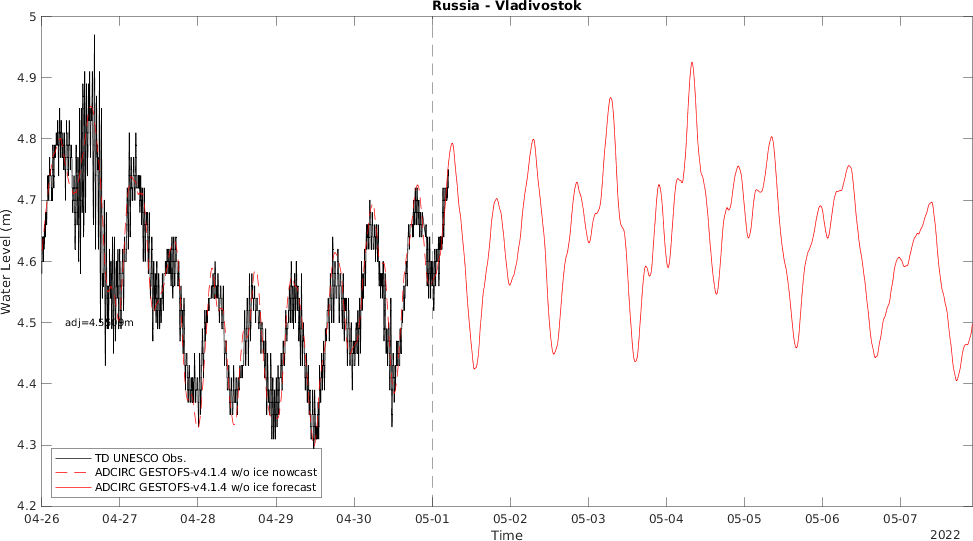 Russia - Vladivostok
5
4.9
4.8
4.7
4.6
4.5
4.4
4.3
4.2
Water Level (m)
TD UNESCO Obs.
ADCIRC GESTOFS-v4.1.4 w/o ice nowcast
ADCIRC GESTOFS-v4.1.4 w/o ice forecast
04-26 04-27 04-28 04-29 04-30 05-01 05-02 05-03 05-04 05-05 05-06 05-07
Time
2022